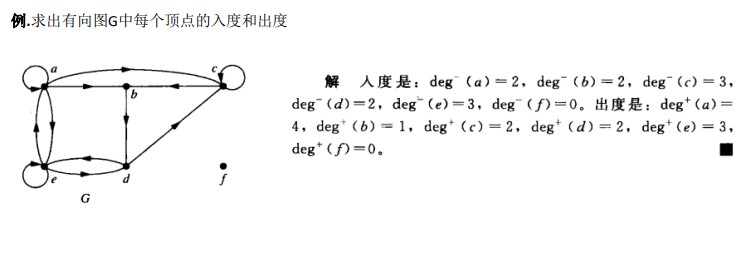 例.求出有向图G中每个顶点的入度和出度
a
c
b
e
d
f
G
解 人度是：deg⁻(a)＝2，deg⁻(b)＝2，deg⁻(c)＝3，
deg⁻(d)＝2，deg⁻(e)＝3，deg⁻(f)＝0。出度是：deg⁺(a)＝
4，deg⁺(b)＝1，deg⁺(c)＝2，deg⁺(d)＝2，deg⁺(e)＝3，
deg⁺(f)＝0。